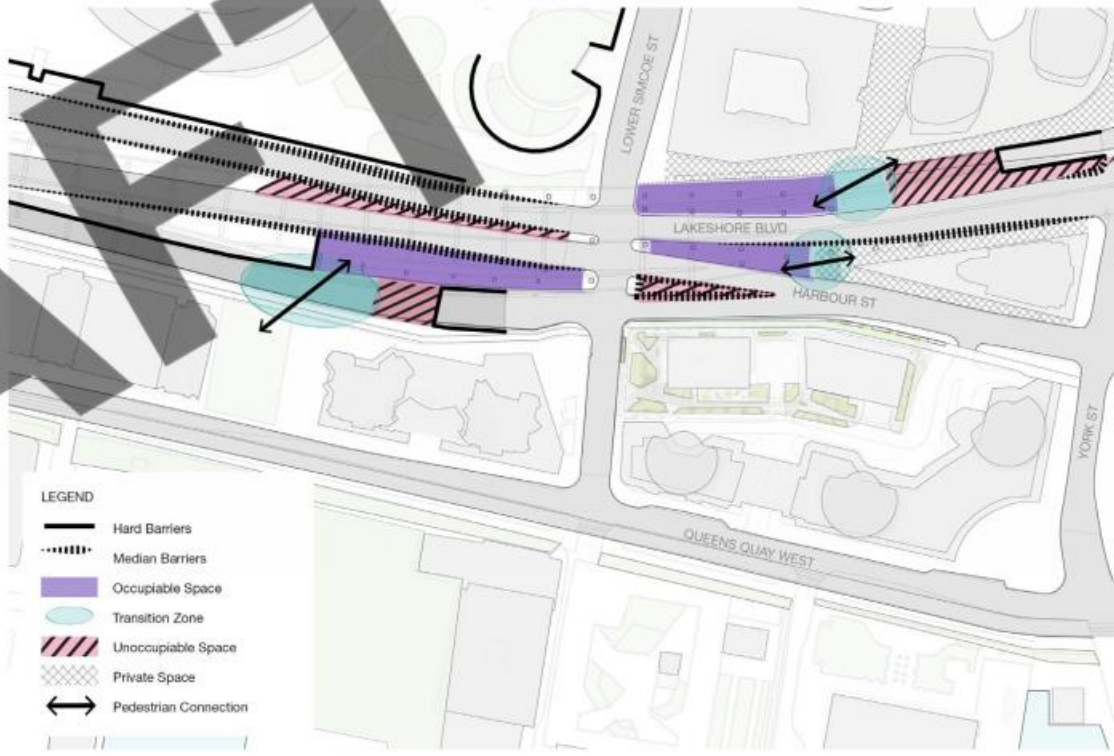 LOWER SIMCOE ST
LAKESHORE BLVD
HARBOUR ST
YORK ST
QUEENS QUAY WEST
LEGEND
Hard Barriers
Median Barriers
Occupiable Space
Transition Zone
Unoccupiable Space
Private Space
Pedestrian Connection